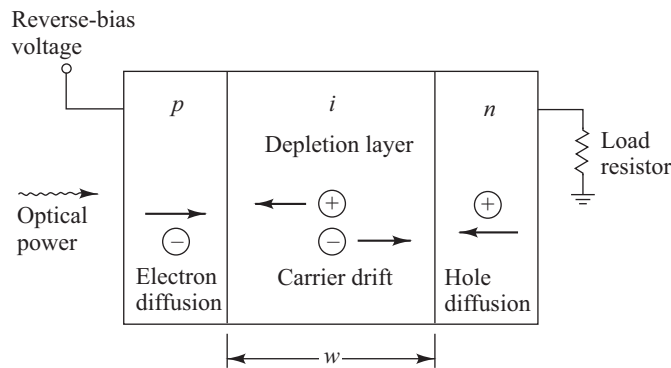 Reverse-bias
voltage
p
i
n
Depletion layer
Load
resistor
Optical
power
+
+
−
−
Electron
diffusion
Carrier drift
Hole
diffusion
w